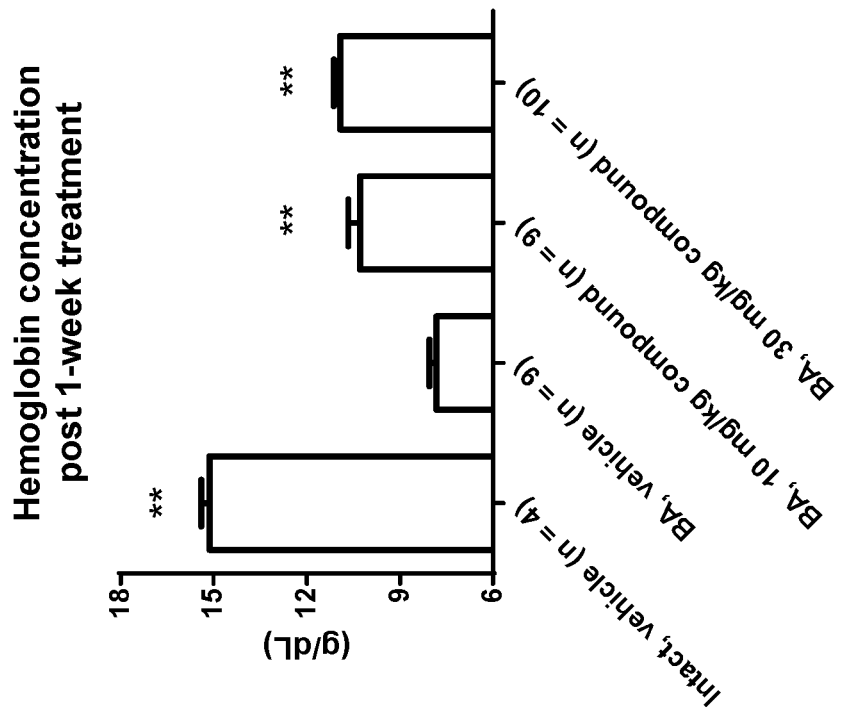 Hemoglobin concentration
post 1-week treatment
(g/dL)
18
15
12
9
6
**
**
**
Intact, vehicle (n = 4)
BA, vehicle (n = 9)
BA, 10 mg/kg compound (n = 9)
BA, 30 mg/kg compound (n = 10)